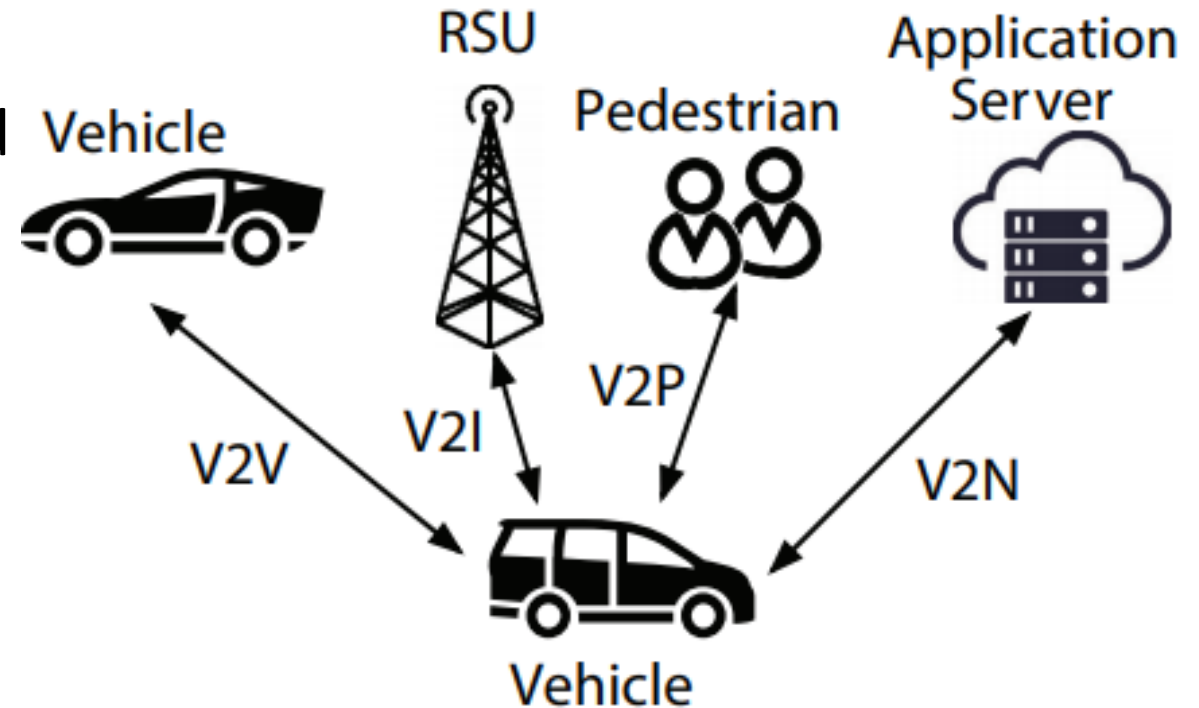 RSU
Application
Server
Pedestrian
Vehicle
V2P
V2I
V2V
V2N
Vehicle